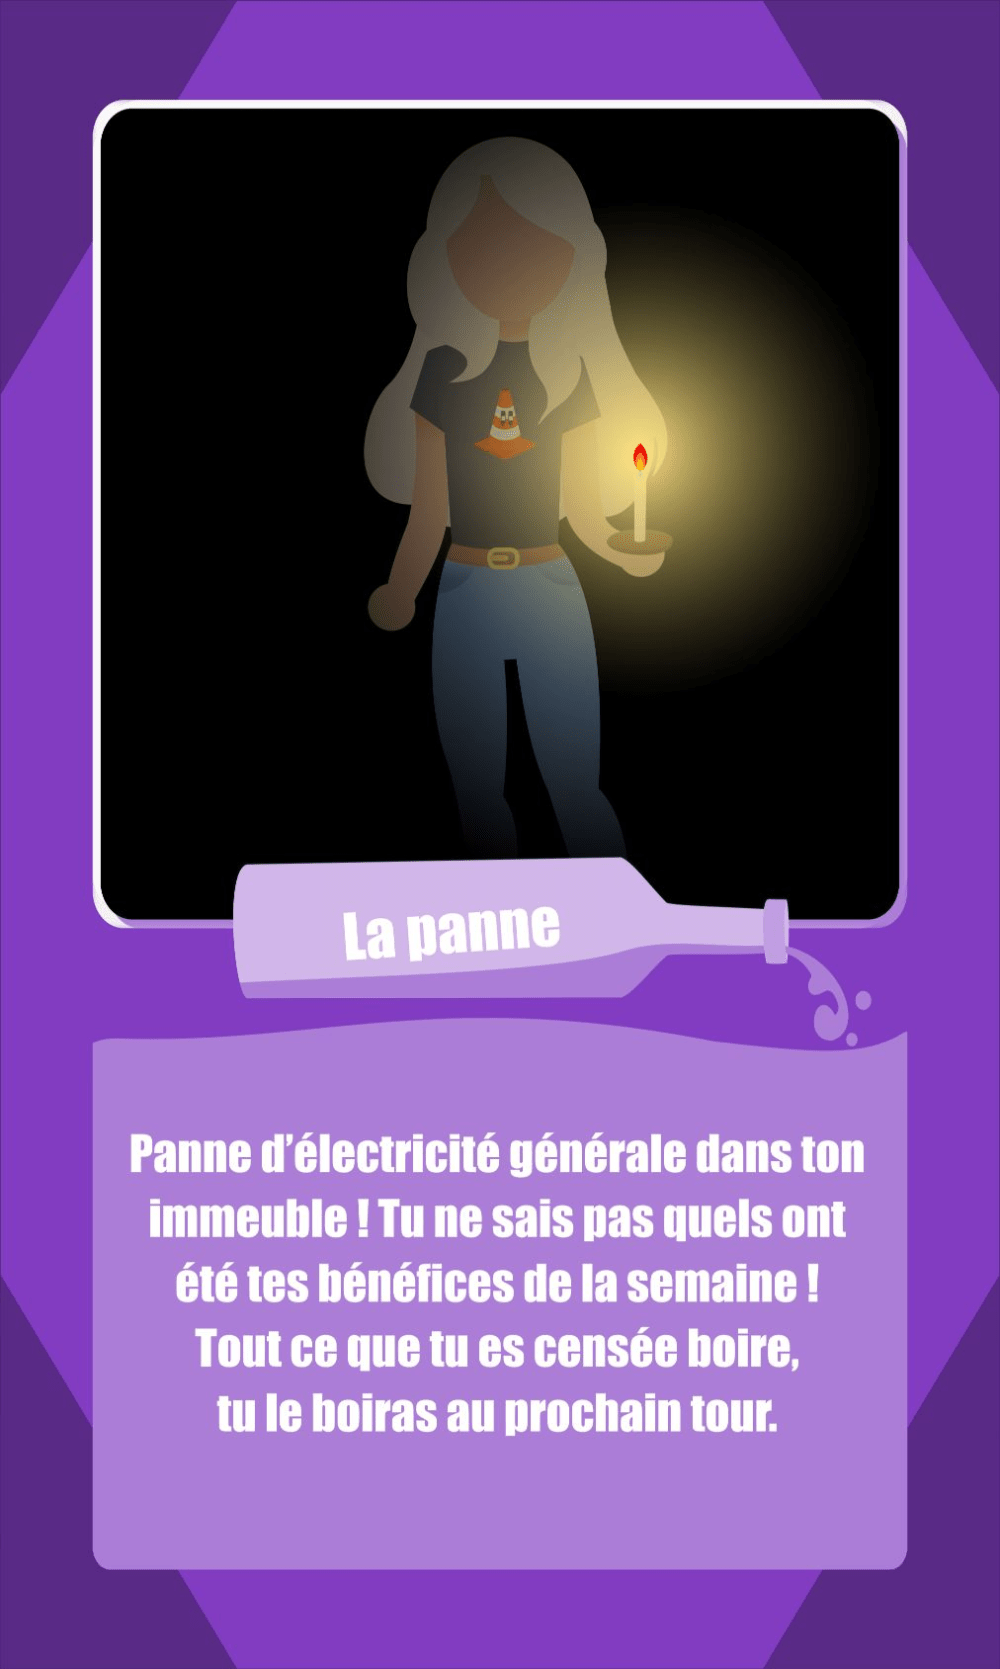 La panne
Panne d’électricité générale dans ton
immeuble ! Tu ne sais pas quels ont
été tes bénéfices de la semaine !
Tout ce que tu es censée boire,
tu le boiras au prochain tour.